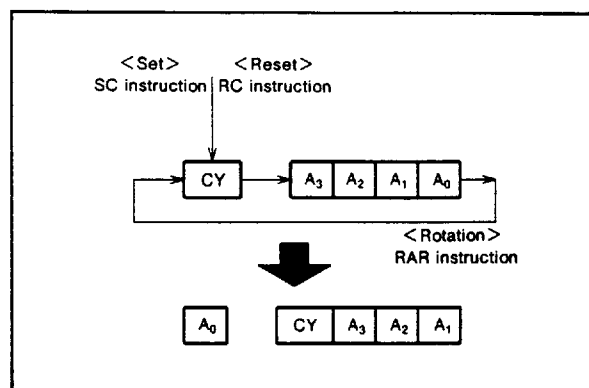 <Set> <Reset>
SC instruction RC instruction
CY A3 A2 A1 A0
<Rotation>
RAR instruction
A0 CY A3 A2 A1